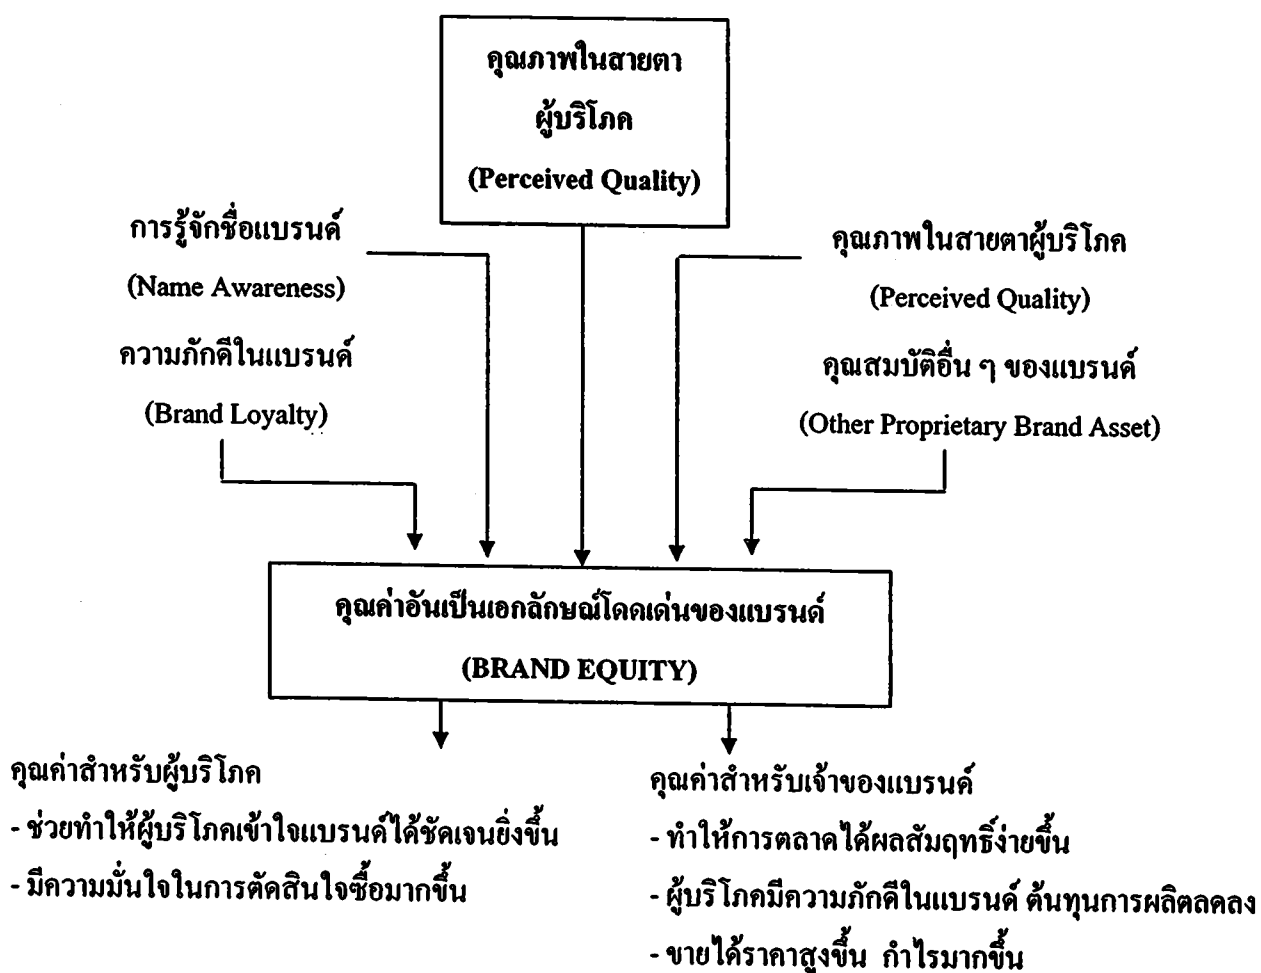 คุณภาพในสายตา
ผู้บริโภค
(Perceived Quality)
การรู้จักชื่อแบรนด์
(Name Awareness)
ความภักดีในแบรนด์
(Brand Loyalty)
คุณภาพในสายตาผู้บริโภค
(Perceived Quality)
คุณสมบัติอื่น ๆ ของแบรนด์
(Other Proprietary Brand Asset)
คุณค่าอันเป็นเอกลักษณ์โดดเด่นของแบรนด์
(BRAND EQUITY)
คุณค่าสำหรับผู้บริโภค
- ช่วยทำให้ผู้บริโภคเข้าใจแบรนด์ได้ชัดเจนยิ่งขึ้น
- มีความมั่นใจในการตัดสินใจซื้อมากขึ้น
คุณค่าสำหรับเจ้าของแบรนด์
- ทำให้การตลาดได้ผลสัมฤทธิ์ง่ายขึ้น
- ผู้บริโภคมีความภักดีในแบรนด์ ต้นทุนการผลิตลดลง
- ขายได้ราคาสูงขึ้น กำไรมากขึ้น